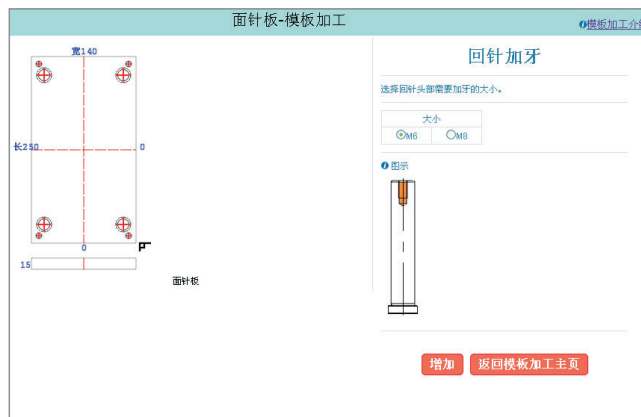 面针板-模板加工
模板加工介绍
宽140
长250
0
0
15
面针板
回针加牙
选择回针头部需要加牙的大小。
大小
M6
M8
图示
增加
返回模板加工主页